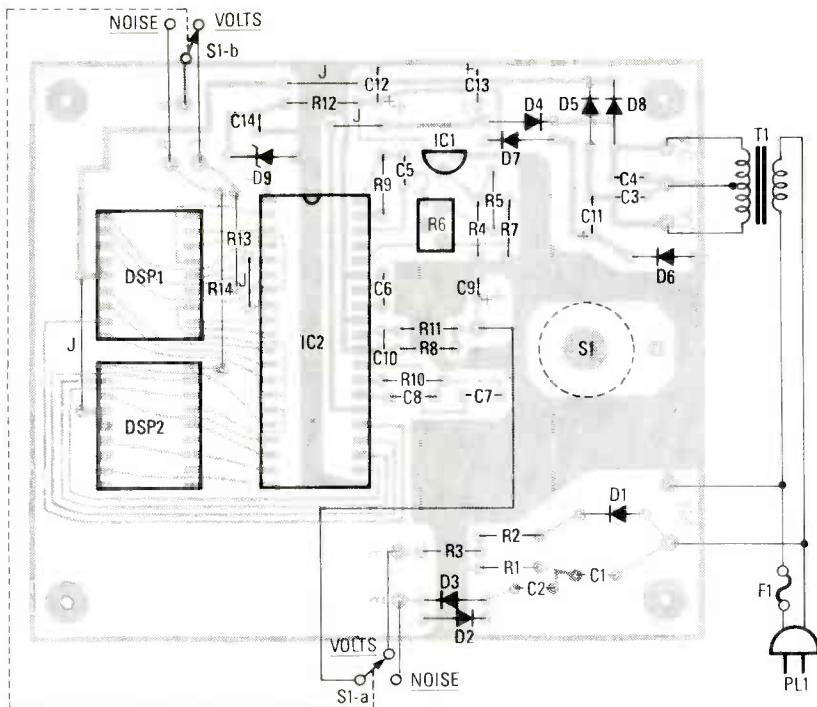 NOISE VOLTS
S1-b
J C12 C13
R12 D4 D5 D8
C14 J IC1 D7 T1
D9 R9 C5 C4
R5 C3
R6 R4 R7 C11
R13 D6
DSP1 J C6 C9
R14
J IC2 R11 S1
C10 R8
R10
DSP2 C8 C7
D1
R2
R3
R1 C1
D3 C2 F1
D2
VOLTS
S1-a NOISE PL1